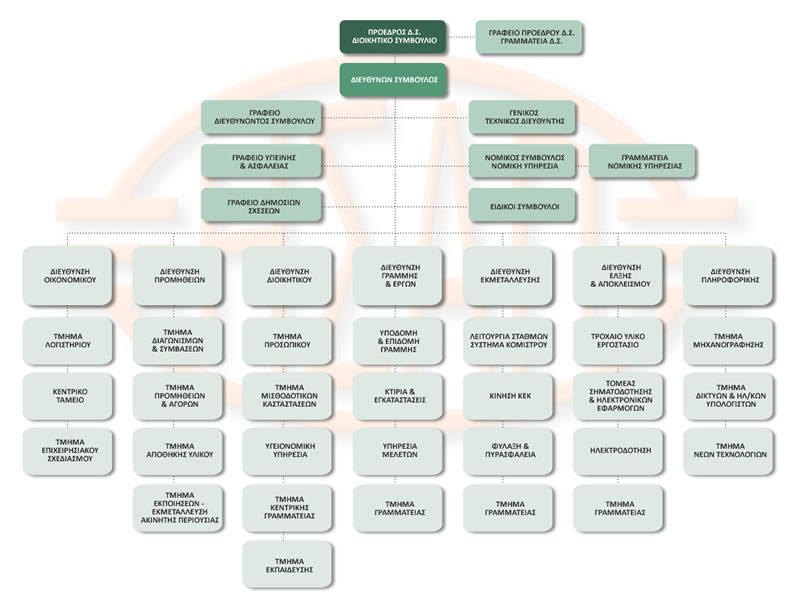 ΠΡΟΕΔΡΟΣ Δ.Σ.
ΔΙΟΙΚΗΤΙΚΟ ΣΥΜΒΟΥΛΙΟ
ΓΡΑΦΕΙΟ ΠΡΟΕΔΡΟΥ Δ.Σ.
ΓΡΑΜΜΑΤΕΙΑ Δ.Σ.
ΔΙΕΥΘΥΝΩΝ ΣΥΜΒΟΥΛΟΣ
ΓΡΑΦΕΙΟ
ΔΙΕΥΘΥΝΟΝΤΟΣ ΣΥΜΒΟΥΛΟΥ
ΓΕΝΙΚΟΣ
ΤΕΧΝΙΚΟΣ ΔΙΕΥΘΥΝΤΗΣ
ΓΡΑΦΕΙΟ ΥΓΙΕΙΝΗΣ
& ΑΣΦΑΛΕΙΑΣ
ΝΟΜΙΚΟΣ ΣΥΜΒΟΥΛΟΣ
ΝΟΜΙΚΗ ΥΠΗΡΕΣΙΑ
ΓΡΑΜΜΑΤΕΙΑ
ΝΟΜΙΚΗΣ ΥΠΗΡΕΣΙΑΣ
ΓΡΑΦΕΙΟ ΔΗΜΟΣΙΩΝ
ΣΧΕΣΕΩΝ
ΕΙΔΙΚΟΙ ΣΥΜΒΟΥΛΟΙ
ΔΙΕΥΘΥΝΣΗ
ΟΙΚΟΝΟΜΙΚΟΥ
ΔΙΕΥΘΥΝΣΗ
ΠΡΟΜΗΘΕΙΩΝ
ΔΙΕΥΘΥΝΣΗ
ΔΙΟΙΚΗΤΙΚΟΥ
ΔΙΕΥΘΥΝΣΗ
ΓΡΑΜΜΗΣ
& ΕΡΓΩΝ
ΔΙΕΥΘΥΝΣΗ
ΕΚΜΕΤΑΛΛΕΥΣΗΣ
ΔΙΕΥΘΥΝΣΗ
ΕΛΞΗΣ
& ΑΠΟΚΛΕΙΣΜΟΥ
ΔΙΕΥΘΥΝΣΗ
ΠΛΗΡΟΦΟΡΙΚΗΣ
ΤΜΗΜΑ
ΛΟΓΙΣΤΗΡΙΟΥ
ΤΜΗΜΑ
ΔΙΑΓΩΝΙΣΜΩΝ
& ΣΥΜΒΑΣΕΩΝ
ΤΜΗΜΑ
ΠΡΟΣΩΠΙΚΟΥ
ΥΠΟΔΟΜΗ
& ΕΠΙΔΟΜΗ
ΓΡΑΜΜΗΣ
ΛΕΙΤΟΥΡΓΙΑ ΣΤΑΘΜΩΝ
ΣΥΣΤΗΜΑ ΚΟΜΙΣΤΡΟΥ
ΤΡΟΧΑΙΟ ΥΛΙΚΟ
ΕΡΓΟΣΤΑΣΙΟ
ΤΜΗΜΑ
ΜΗΧΑΝΟΓΡΑΦΗΣΗΣ
ΚΕΝΤΡΙΚΟ
ΤΑΜΕΙΟ
ΤΜΗΜΑ
ΠΡΟΜΗΘΕΙΩΝ
& ΑΓΟΡΩΝ
ΤΜΗΜΑ
ΜΙΣΘΟΔΟΤΙΚΩΝ
ΚΑΣΤΑΣΤΑΣΕΩΝ
ΚΤΙΡΙΑ &
ΕΓΚΑΤΑΣΤΑΣΕΙΣ
ΚΙΝΗΣΗ ΚΕΚ
ΤΟΜΕΑΣ
ΣΗΜΑΤΟΔΟΤΗΣΗΣ
& ΗΛΕΚΤΡΟΝΙΚΩΝ
ΕΦΑΡΜΟΓΩΝ
ΤΜΗΜΑ
ΔΙΚΤΥΩΝ & ΗΛ/ΚΩΝ
ΥΠΟΛΟΓΙΣΤΩΝ
ΤΜΗΜΑ
ΕΠΙΧΕΙΡΗΣΙΑΚΟΥ
ΣΧΕΔΙΑΣΜΟΥ
ΤΜΗΜΑ
ΑΠΟΘΗΚΗΣ ΥΛΙΚΟΥ
ΥΓΕΙΟΝΟΜΙΚΗ
ΥΠΗΡΕΣΙΑ
ΥΠΗΡΕΣΙΑ
ΜΕΛΕΤΩΝ
ΦΥΛΑΞΗ &
ΠΥΡΑΣΦΑΛΕΙΑ
ΗΛΕΚΤΡΟΔΟΤΗΣΗ
ΤΜΗΜΑ
ΝΕΩΝ ΤΕΧΝΟΛΟΓΙΩΝ
ΤΜΗΜΑ
ΕΚΠΟΙΗΣΕΩΝ -
ΕΚΜΕΤΑΛΛΕΥΣΗ
ΑΚΙΝΗΤΗΣ ΠΕΡΙΟΥΣΙΑΣ
ΤΜΗΜΑ
ΚΕΝΤΡΙΚΗΣ
ΓΡΑΜΜΑΤΕΙΑΣ
ΤΜΗΜΑ
ΓΡΑΜΜΑΤΕΙΑΣ
ΤΜΗΜΑ
ΓΡΑΜΜΑΤΕΙΑΣ
ΤΜΗΜΑ
ΓΡΑΜΜΑΤΕΙΑΣ
ΤΜΗΜΑ
ΕΚΠΑΙΔΕΥΣΗΣ